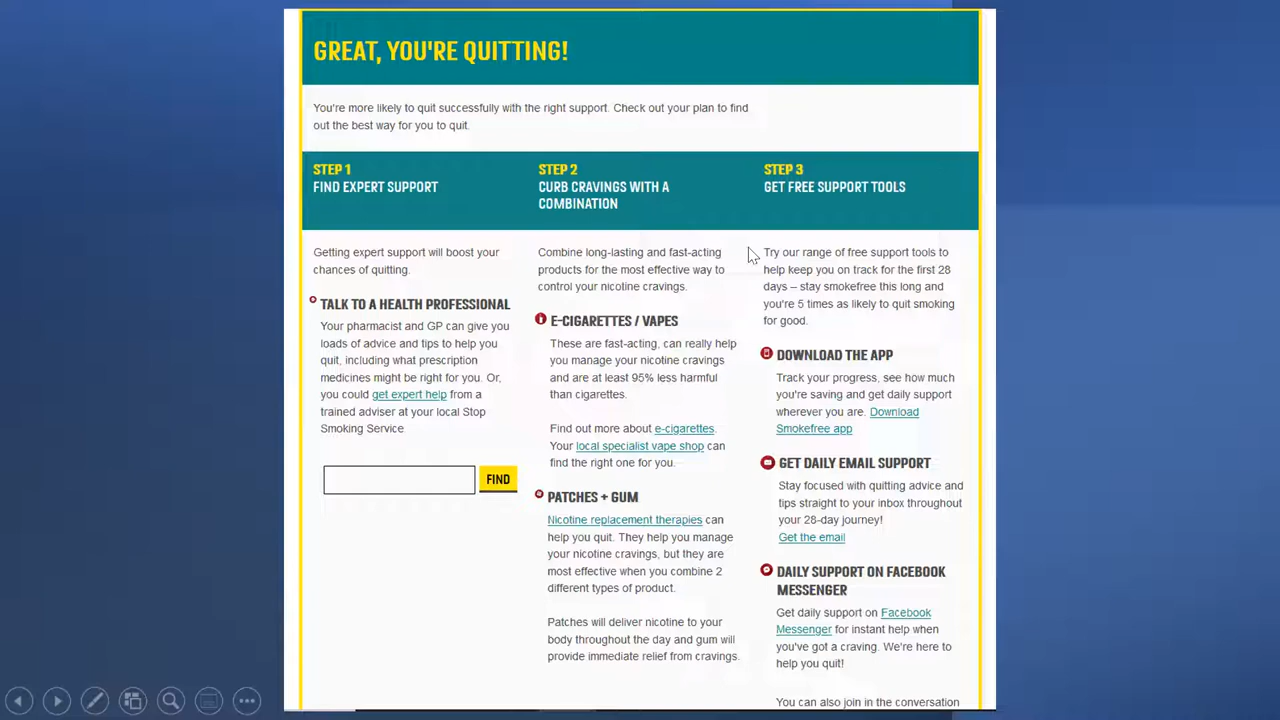 GREAT, YOU'RE QUITTING!
You're more likely to quit successfully with the right support. Check out your plan to find
out the best way for you to quit.
STEP 1
FIND EXPERT SUPPORT
Getting expert support will boost your
chances of quitting.
TALK TO A HEALTH PROFESSIONAL
Your pharmacist and GP can give you
loads of advice and tips to help you
quit, including what prescription
medicines might be right for you. Or,
you could get expert help from a
trained adviser at your local Stop
Smoking Service.
FIND
STEP 2
CURB CRAVINGS WITH A
COMBINATION
Combine long-lasting and fast-acting
products for the most effective way to
control your nicotine cravings.
E-CIGARETTES / VAPES
These are fast-acting, can really help
you manage your nicotine cravings
and are at least 95% less harmful
than cigarettes.
Find out more about e-cigarettes.
Your local specialist vape shop can
find the right one for you.
PATCHES + GUM
Nicotine replacement therapies can
help you quit. They help you manage
your nicotine cravings, but they are
most effective when you combine 2
different types of product.
Patches will deliver nicotine to your
body throughout the day and gum will
provide immediate relief from cravings.
STEP 3
GET FREE SUPPORT TOOLS
Try our range of free support tools to
help keep you on track for the first 28
days – stay smokefree this long and
you're 5 times as likely to quit smoking
for good.
DOWNLOAD THE APP
Track your progress, see how much
you're saving and get daily support
wherever you are. Download
Smokefree app
GET DAILY EMAIL SUPPORT
Stay focused with quitting advice and
tips straight to your inbox throughout
your 28-day journey!
Get the email
DAILY SUPPORT ON FACEBOOK
MESSENGER
Get daily support on Facebook
Messenger for instant help when
you've got a craving. We're here to
help you quit!
You can also join in the conversation